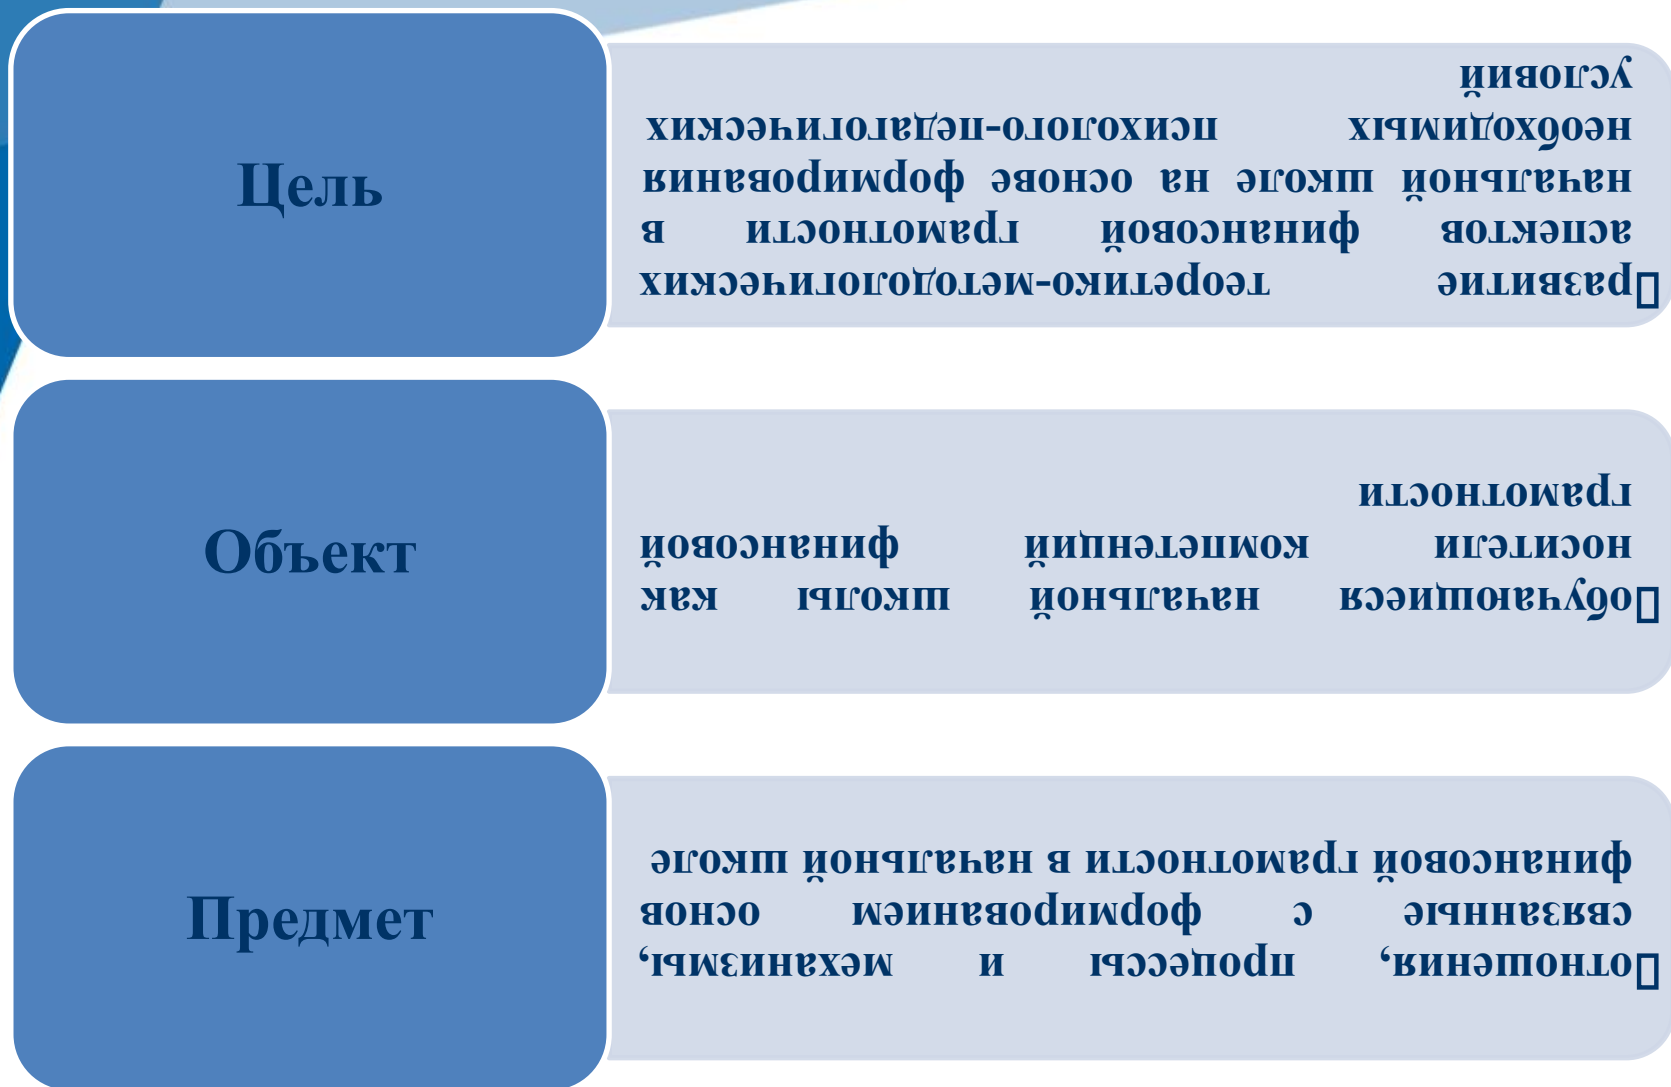 Цель
развитие теоретико-методологических
аспектов финансовой грамотности в
начальной школе на основе формирования
необходимых психолого-педагогических
условий
Объект
обучающиеся начальной школы как
носители компетенций финансовой
грамотности
Предмет
отношения, процессы и механизмы,
связанные с формированием основ
финансовой грамотности в начальной школе